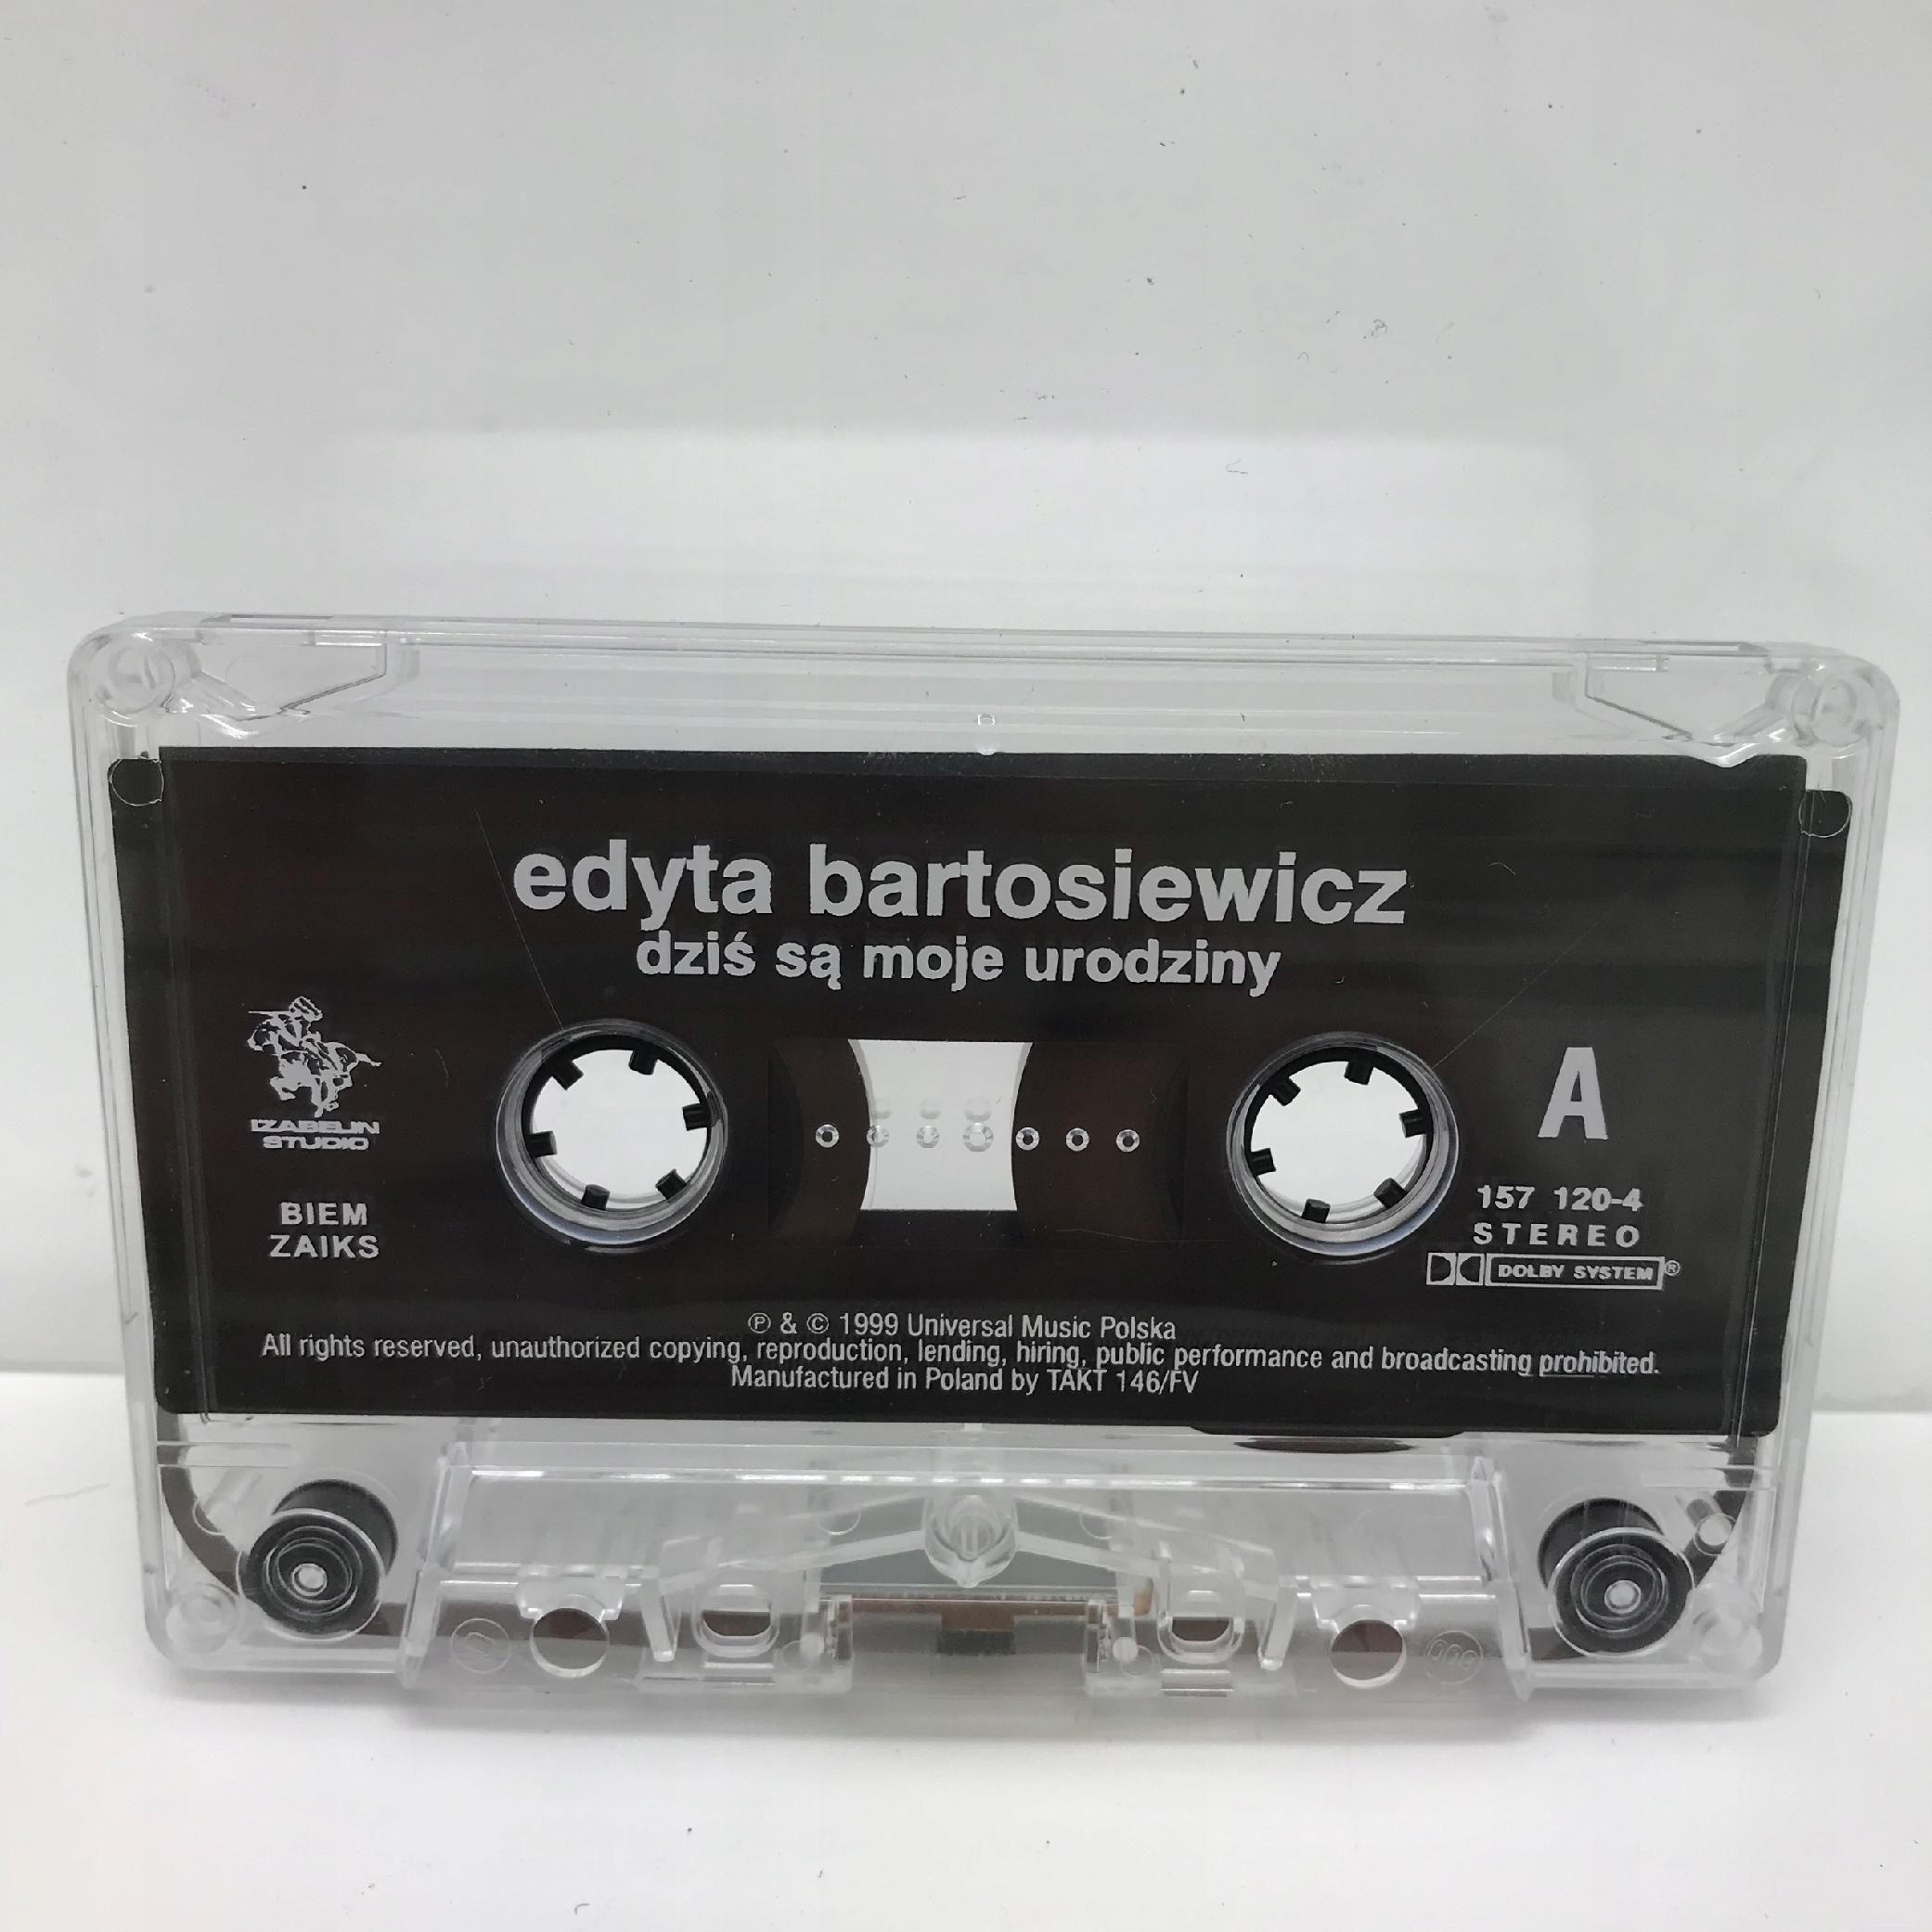 edyta bartosiewicz
dziś są moje urodziny
IZABELIN
STUDIO
BIEM
ZAIKS
A
157 120-4
STEREO
DOLBY SYSTEM®
℗ & © 1999 Universal Music Polska
All rights reserved, unauthorized copying, reproduction, lending, hiring, public performance and broadcasting prohibited.
Manufactured in Poland by TAKT 146/FV